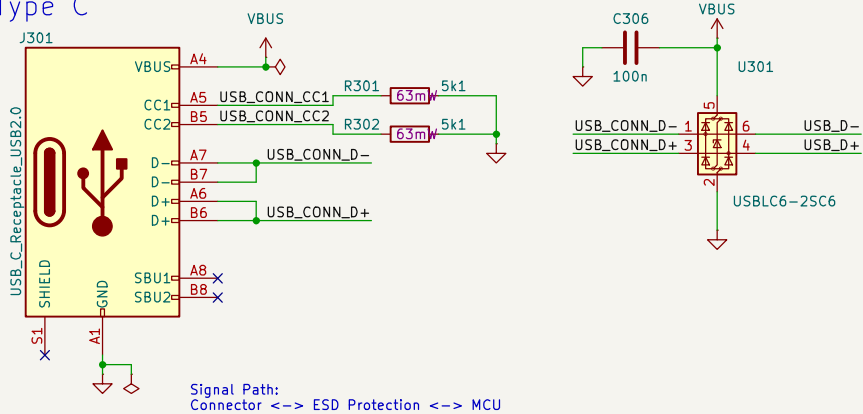 Type C
J301
USB_C_Receptacle_USB2.0
VBUS
A4
VBUS
CC1
A5
USB_CONN_CC1
R301
63mW
5k1
CC2
B5
USB_CONN_CC2
R302
63mW
5k1
D-
A7
USB_CONN_D-
D-
B7
D+
A6
D+
B6
USB_CONN_D+
SBU1
A8
SBU2
B8
SHIELD
S1
GND
A1
C306
100n
VBUS
U301
5
USB_CONN_D-
1
6
USB_D-
USB_CONN_D+
3
4
USB_D+
2
USBLC6-2SC6
Signal Path:
Connector <-> ESD Protection <-> MCU